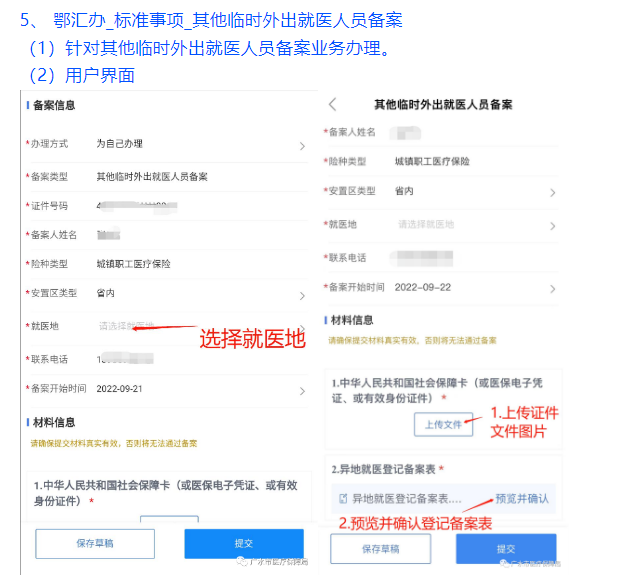 5、 鄂汇办_标准事项_其他临时外出就医人员备案
（1）针对其他临时外出就医人员备案业务办理。
（2）用户界面
备案信息
*办理方式 为自己办理
*备案类型 其他临时外出就医人员备案
*证件号码
*备案人姓名
*险种类型 城镇职工医疗保险
*安置区类型 省内
*就医地 请选择就医地
选择就医地
*联系电话
*备案开始时间 2022-09-21
材料信息
请确保提交材料真实有效，否则将无法通过备案
1.中华人民共和国社会保障卡（或医保电子凭证、或有效
身份证件） *
保存草稿 提交
广水市医疗保障局
其他临时外出就医人员备案
*备案人姓名
*险种类型 城镇职工医疗保险
*安置区类型 省内
*就医地 请选择就医地
*联系电话
*备案开始时间 2022-09-22
材料信息
请确保提交材料真实有效，否则将无法通过备案
1.中华人民共和国社会保障卡（或医保电子凭
证、或有效身份证件） *
上传文件
1.上传证件
文件图片
2.异地就医登记备案表 *
异地就医登记备案表.... 预览并确认
2.预览并确认登记备案表
保存草稿 提交
广水市医疗保障局